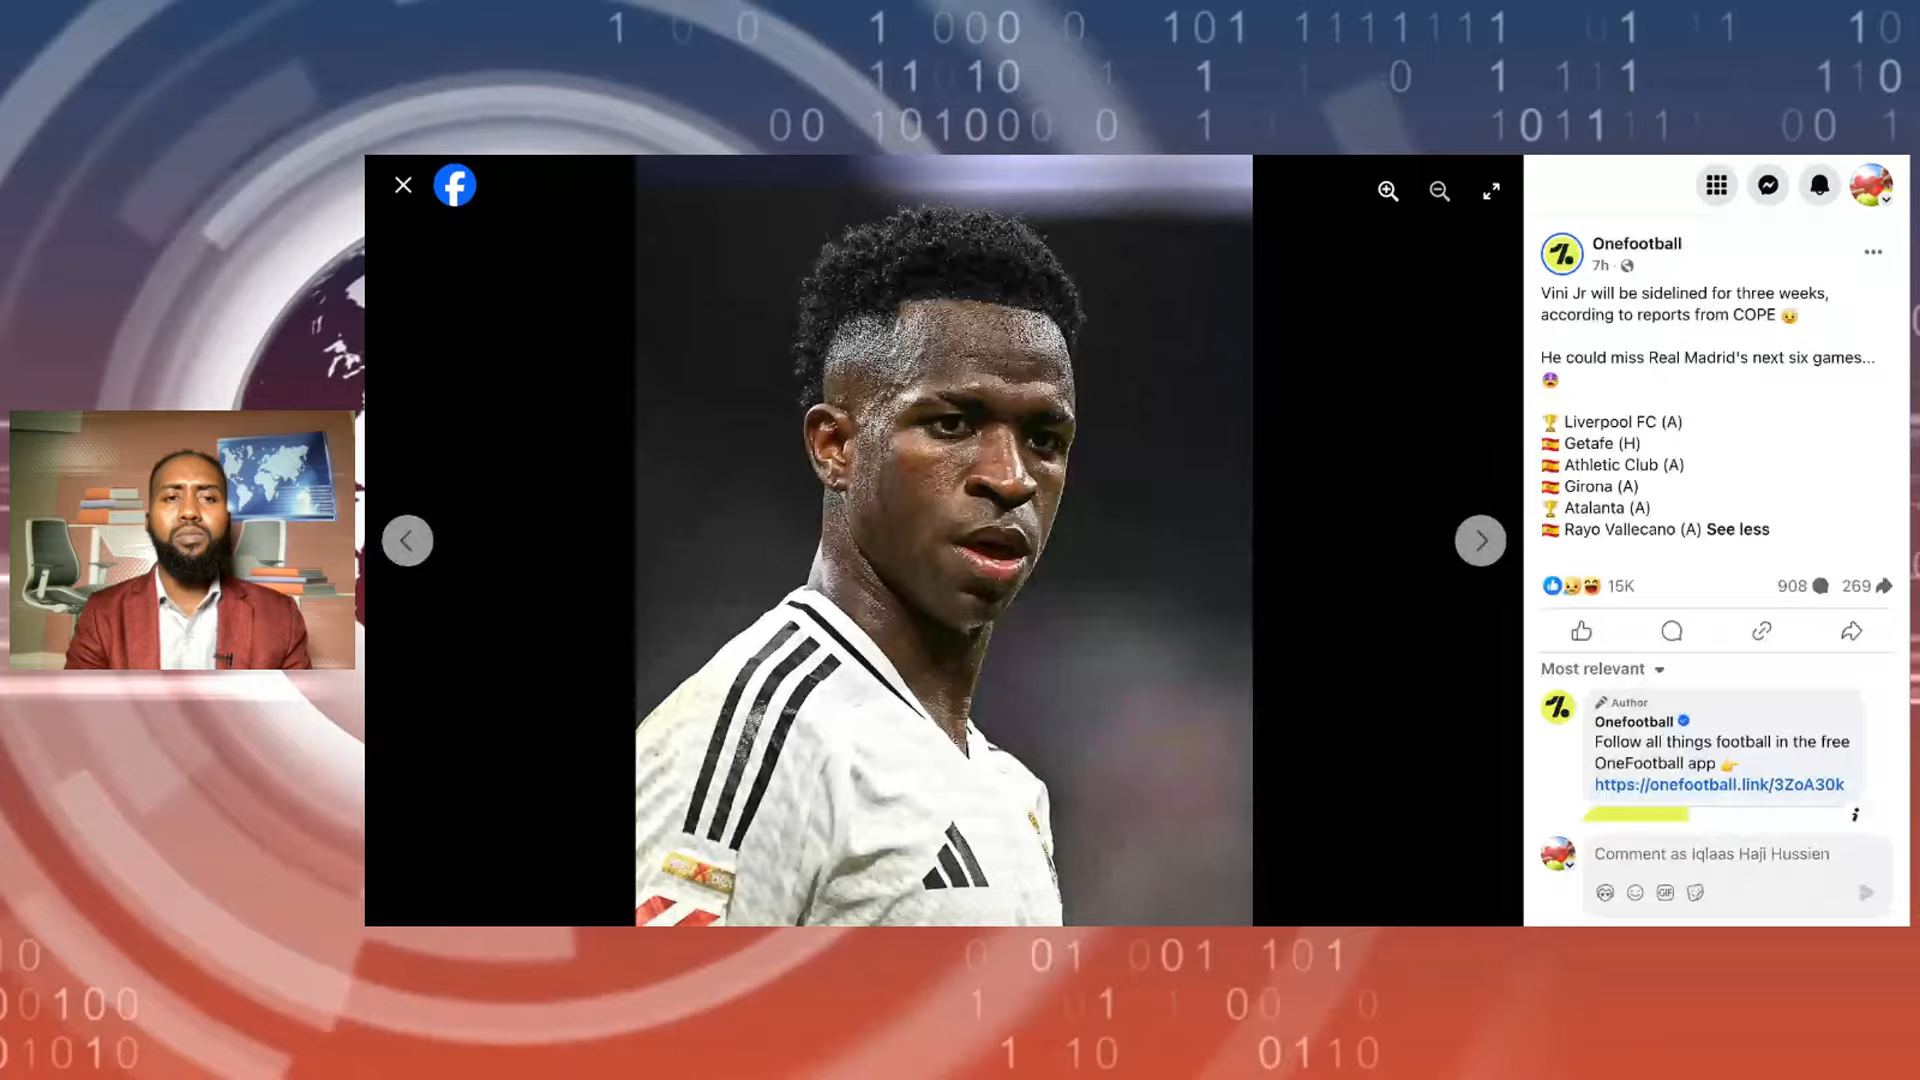 Onefootball
7h
Vini Jr will be sidelined for three weeks,
according to reports from COPE 🤕
He could miss Real Madrid's next six games...
😨
🏆 Liverpool FC (A)
🇪🇸 Getafe (H)
🇪🇸 Athletic Club (A)
🇪🇸 Girona (A)
🏆 Atalanta (A)
🇪🇸 Rayo Vallecano (A) See less
15K
908
269
Most relevant
Author
Onefootball
Follow all things football in the free
OneFootball app 👉
https://onefootball.link/3ZoA30k
Comment as Iqlaas Haji Hussien
GIF